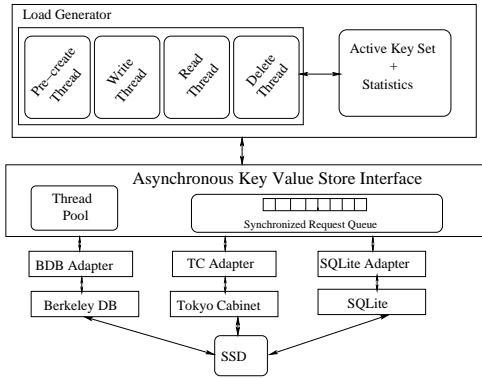 Load Generator
Pre-create
Thread
Write
Thread
Read
Thread
Delete
Thread
Active Key Set
+
Statistics
Asynchronous Key Value Store Interface
Thread
Pool
Synchronized Request Queue
BDB Adapter
TC Adapter
SQLite Adapter
Berkeley DB
Tokyo Cabinet
SQLite
SSD